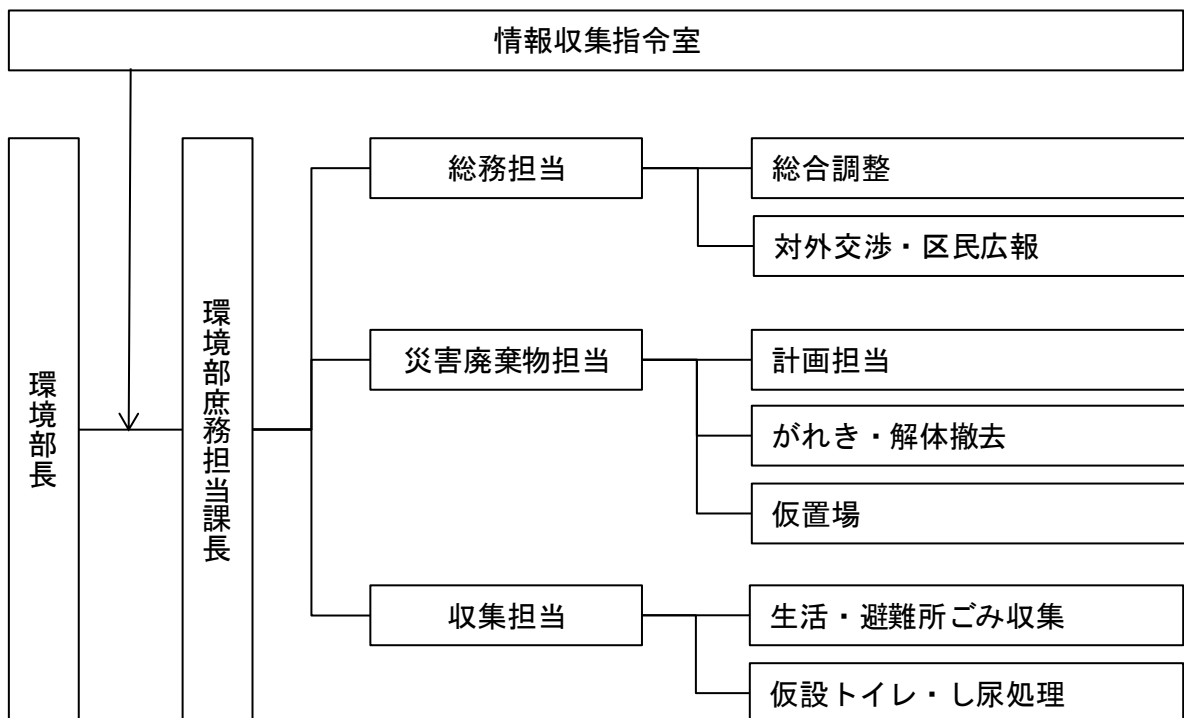 情報収集指令室
環境部長
環境部庶務担当課長
総務担当
総合調整
対外交渉・区民広報
災害廃棄物担当
計画担当
がれき・解体撤去
仮置場
収集担当
生活・避難所ごみ収集
仮設トイレ・し尿処理